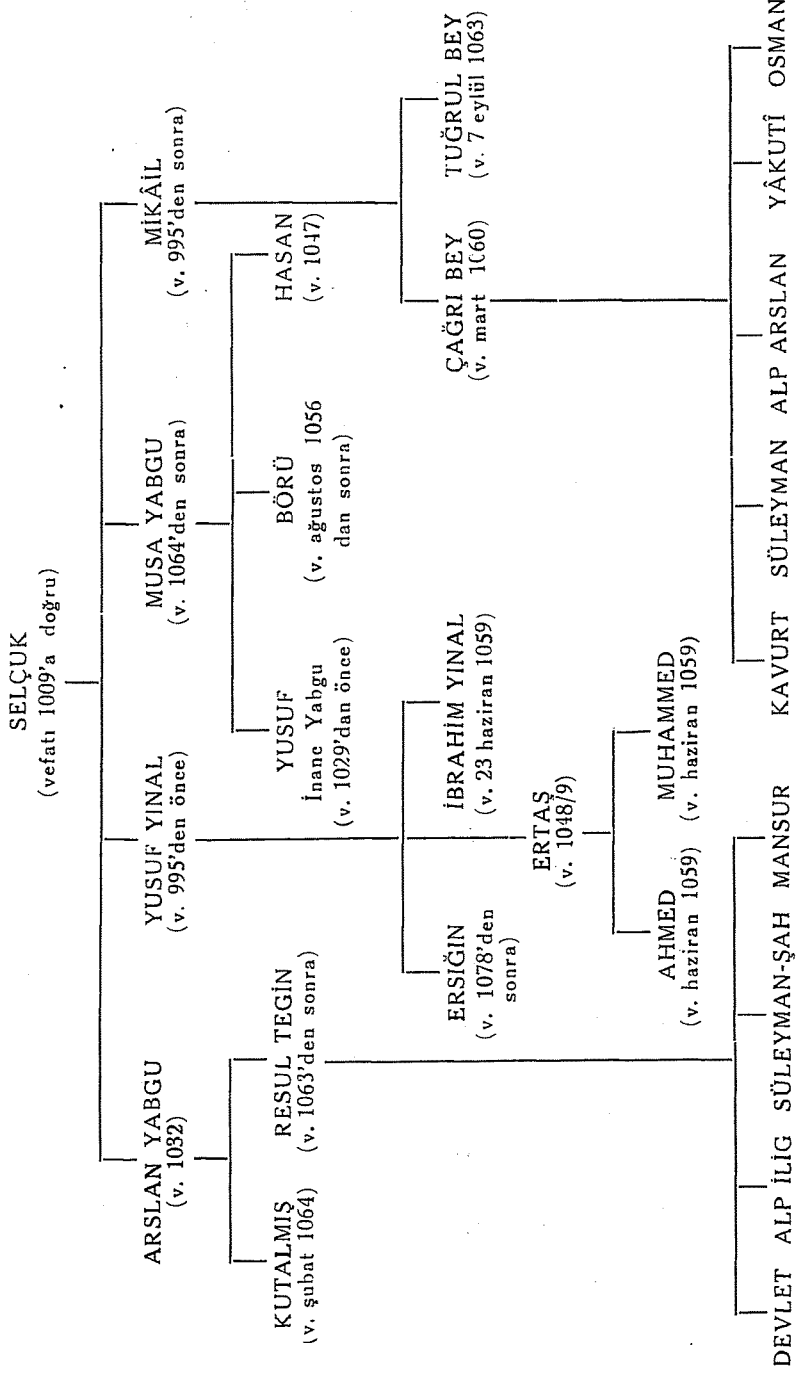 SELÇUK
(vefatı 1009'a doğru)
ARSLAN YABGU
(v. 1032)
YUSUF YINAL
(v. 995'den önce)
MUSA YABGU
(v. 1064'den sonra)
MİKÂİL
(v. 995'den sonra)
KUTALMIŞ
(v. şubat 1064)
RESUL TEGİN
(v. 1063'den sonra)
YUSUF
İnanç Yabgu
(v. 1029'dan önce)
BÖRÜ
(v. ağustos 1056
dan sonra)
HASAN
(v. 1047)
ERSIĞIN
(v. 1078'den
sonra)
İBRAHİM YINAL
(v. 23 haziran 1059)
ÇAĞRI BEY
(v. mart 1060)
TUĞRUL BEY
(v. 7 eylül 1063)
ERTAŞ
(v. 1048/9)
AHMED
(v. haziran 1059)
MUHAMMED
(v. haziran 1059)
DEVLET ALP İLİG SÜLEYMAN-ŞAH MANSUR KAVURT SÜLEYMAN ALP ARSLAN YÂKUTÎ OSMAN